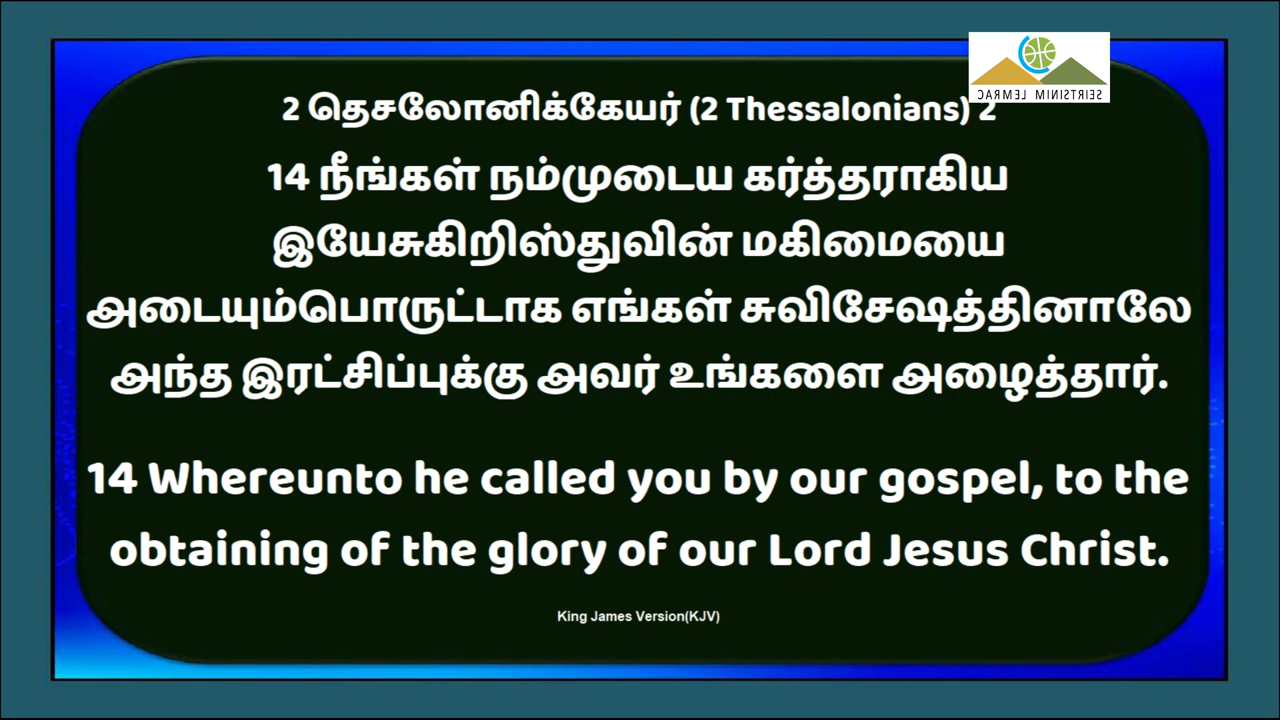 CARMEL MINISTRIES
2 தெசலோனிக்கேயர் (2 Thessalonians) 2
14 நீங்கள் நம்முடைய கர்த்தராகிய
இயேசுகிறிஸ்துவின் மகிமையை
அடையும்பொருட்டாக எங்கள் சுவிசேஷத்தினாலே
அந்த இரட்சிப்புக்கு அவர் உங்களை அழைத்தார்.
14 Whereunto he called you by our gospel, to the
obtaining of the glory of our Lord Jesus Christ.
King James Version(KJV)